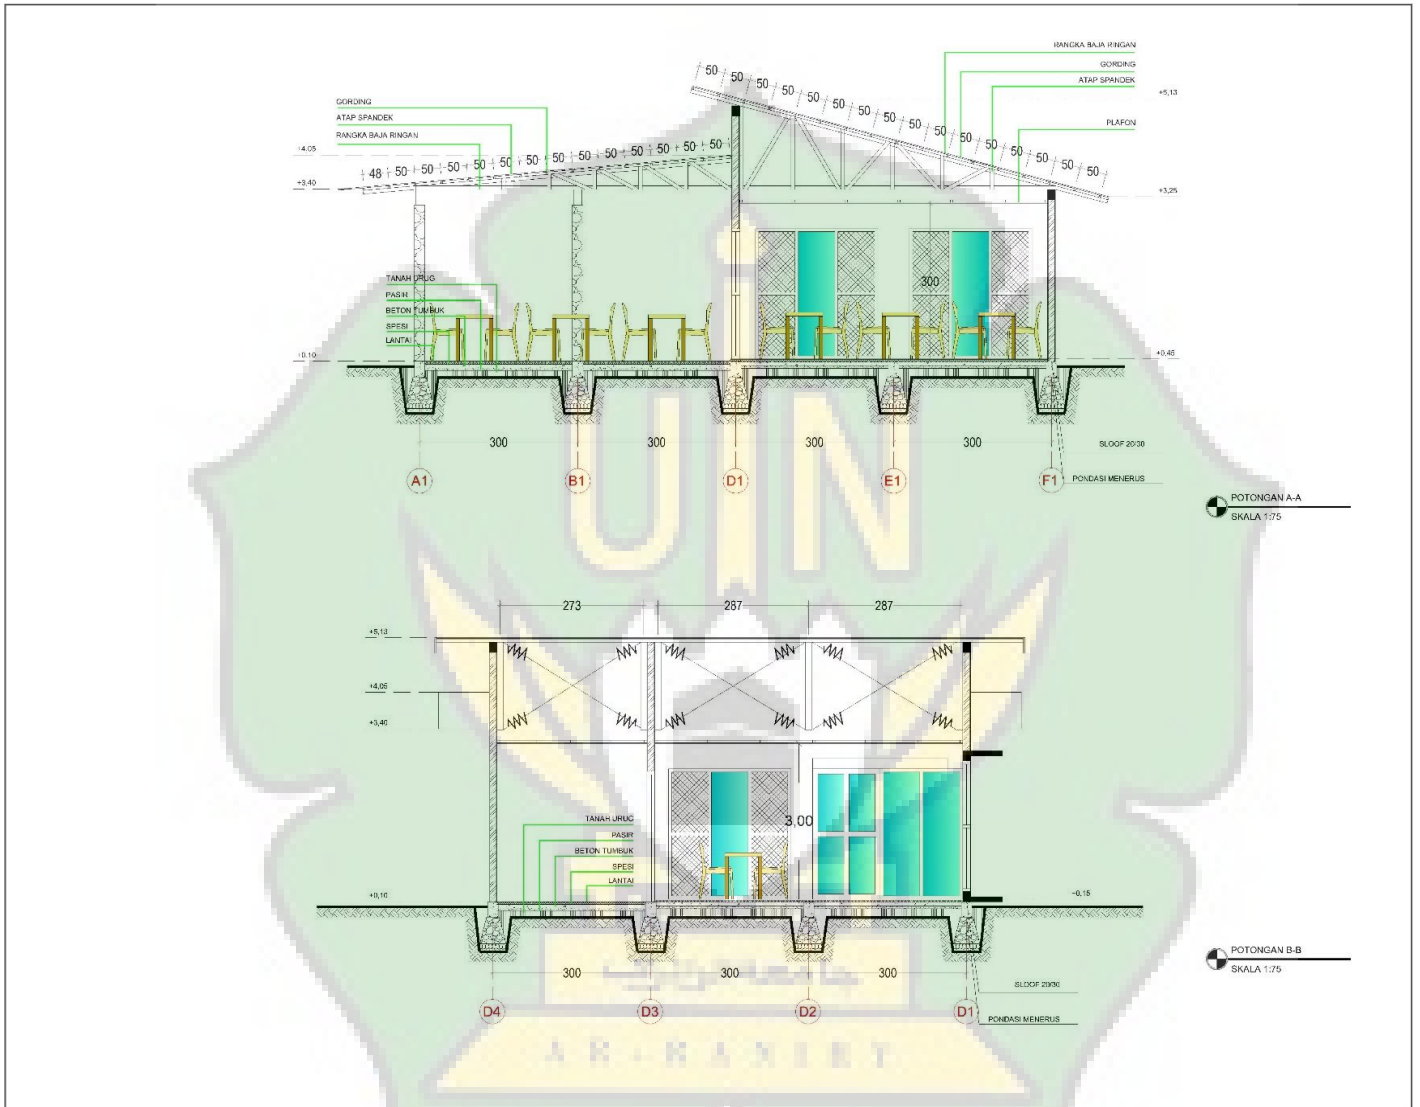 RANGKA BAJA RINGAN
GORDING
ATAP SPANDEK
+5,13
PLAFON
50 50 50 50 50 50 50 50 50 50 50 50 50 50 50 50
GORDING
ATAP SPANDEK
RANGKA BAJA RINGAN
+4,05
48 50 50 50 50 50 50 50 50 50 50 50 50 50
+3,40
+3,25
TANAH URUG
PASIR
BETON TUMBUK
SPESI
LANTAI
300
+0,10
300 300 300 300
SLOOF 20/30
PONDASI MENERUS
A1 B1 D1 E1 F1
POTONGAN A-A
SKALA 1:75
UIN
273 287 287
+5,13
+4,05
+3,40
3,00
TANAH URUG
PASIR
BETON TUMBUK
SPESI
LANTAI
+0,10
300 300 300
POTONGAN B-B
SKALA 1:75
SLOOF 20/30
PONDASI MENERUS
D4 D3 D2 D1
AR-RANIRY